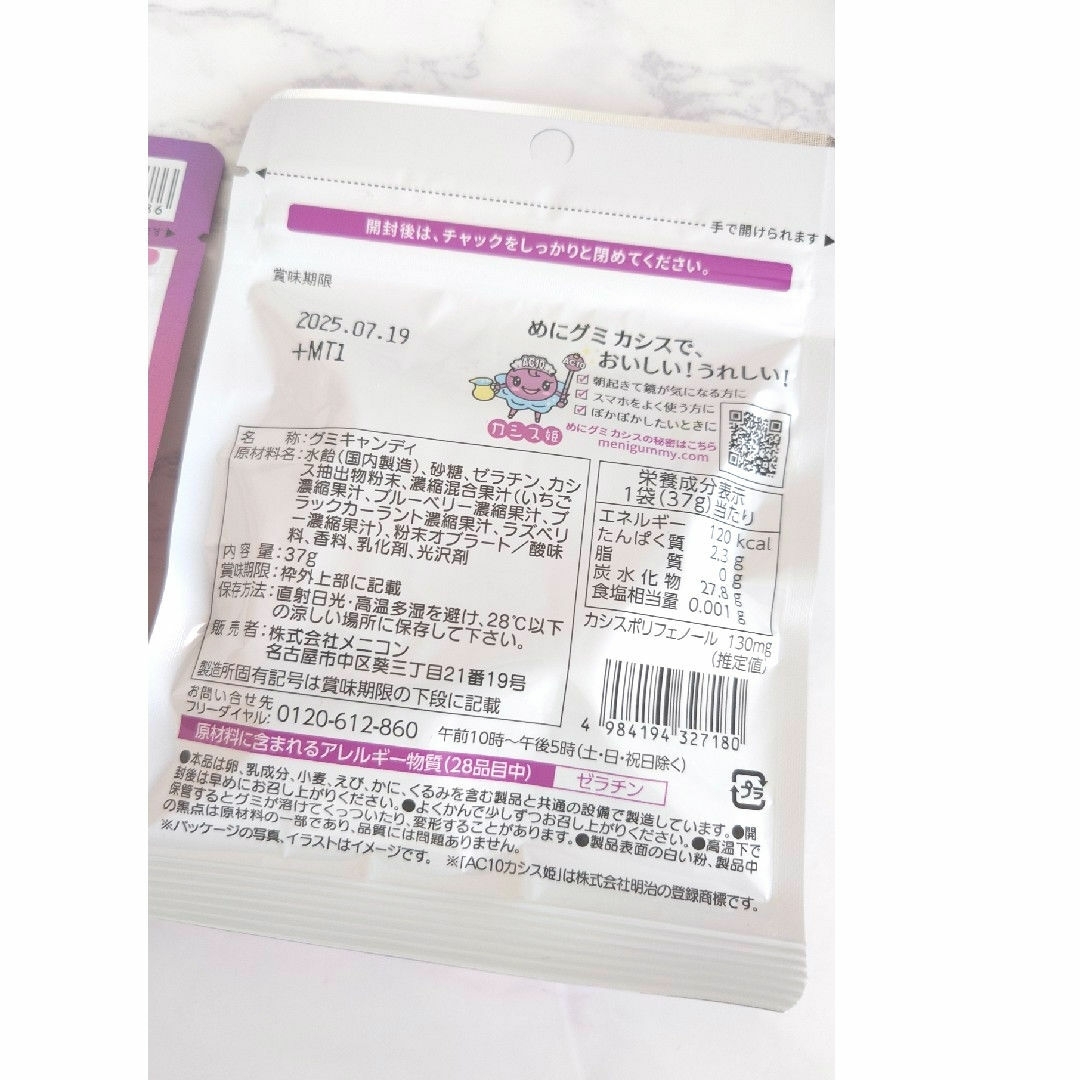 36
手で開けられます
開封後は、チャックをしっかりと閉めてください。
賞味期限
2025.07.19
+MT1
めにグミ カシスで、
おいしい!うれしい!
AC10
AC10
朝起きて鏡が気になる方に
スマホをよく使う方に
ぽかぽかしたいときに
カシス姫
めにグミ カシスの秘密はこちら
menigummy.com
名 称:グミキャンディ
原材料名:水飴(国内製造)、砂糖、ゼラチン、カシ
ス抽出物粉末、濃縮混合果汁(いちご
濃縮果汁、ブルーベリー濃縮果汁、ブ
ラックカーラント濃縮果汁、ラズベリ
ー濃縮果汁)、粉末オブラート/酸味
料、香料、乳化剤、光沢剤
内 容 量:37g
賞味期限:枠外上部に記載
保存方法:直射日光・高温多湿を避け、28℃以下
の涼しい場所に保存して下さい。
販 売 者:株式会社メニコン
名古屋市中区葵三丁目21番19号
製造所固有記号は賞味期限の下段に記載
栄養成分表示
1袋(37g)当たり
エネルギー 120 kcal
たんぱく質 2.3 g
脂 質 0 g
炭水化物 27.8 g
食塩相当量 0.001 g
カシスポリフェノール 130mg
(推定値)
4 984194 327180
お問い合せ先
フリーダイヤル: 0120-612-860 午前10時~午後5時(土・日・祝日除く)
原材料に含まれるアレルギー物質(28品目中) ゼラチン
プラ
●本品は卵、乳成分、小麦、えび、かに、くるみを含む製品と共通の設備で製造しています。●開
封後は早めにお召し上がりください。●よくかんで少しずつお召し上がりください。●高温下で
保管するとグミが溶けてくっついたり、変形することがあります。●製品表面の白い粉、製品中
の黒点は原材料の一部であり、品質には問題ありません。
※パッケージの写真、イラストはイメージです。 ※「AC10カシス姫」は株式会社明治の登録商標です。